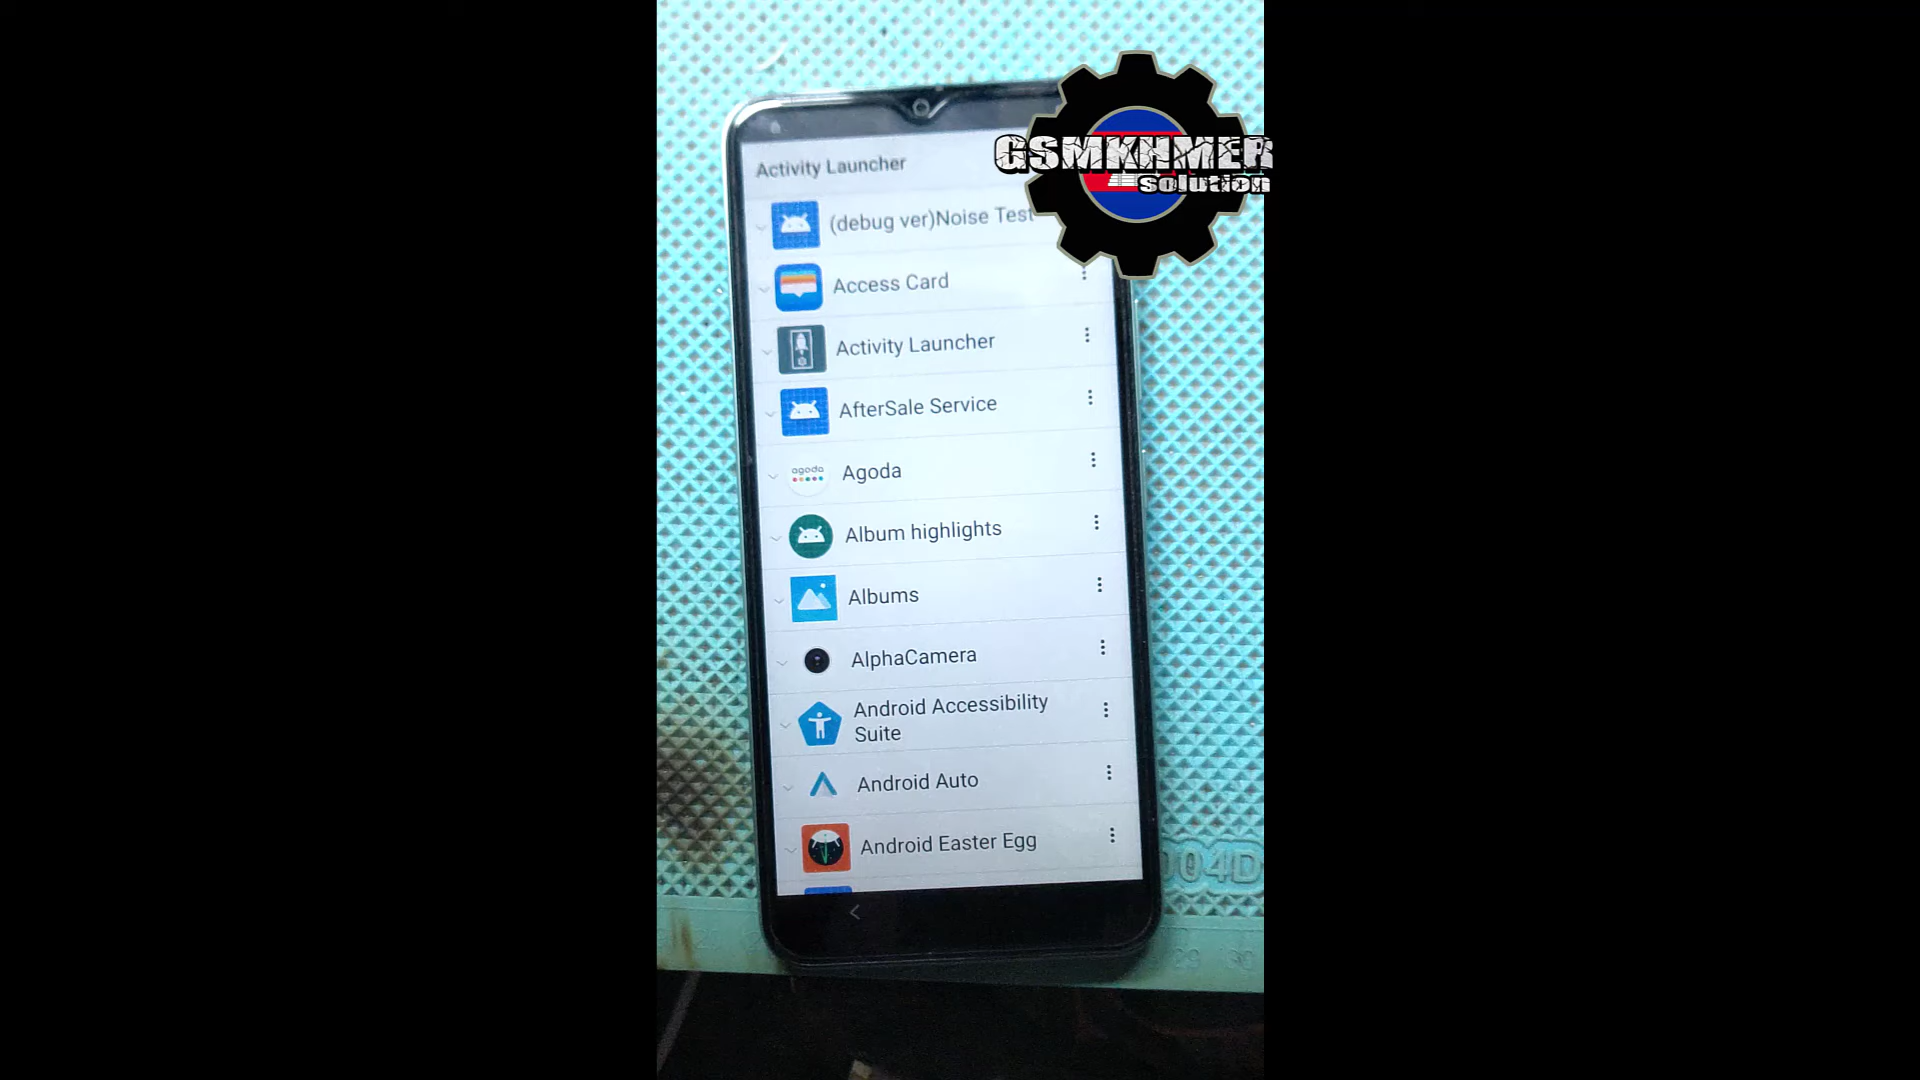 GSMKHMER
solution
Activity Launcher
(debug ver)Noise Test
Access Card
Activity Launcher
AfterSale Service
agoda
Agoda
Album highlights
Albums
AlphaCamera
Android Accessibility
Suite
Android Auto
Android Easter Egg
004D